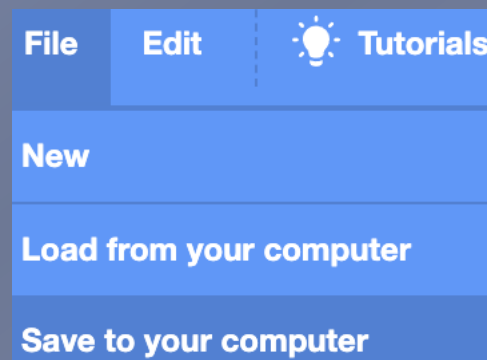 File Edit Tutorials
New
Load from your computer
Save to your computer